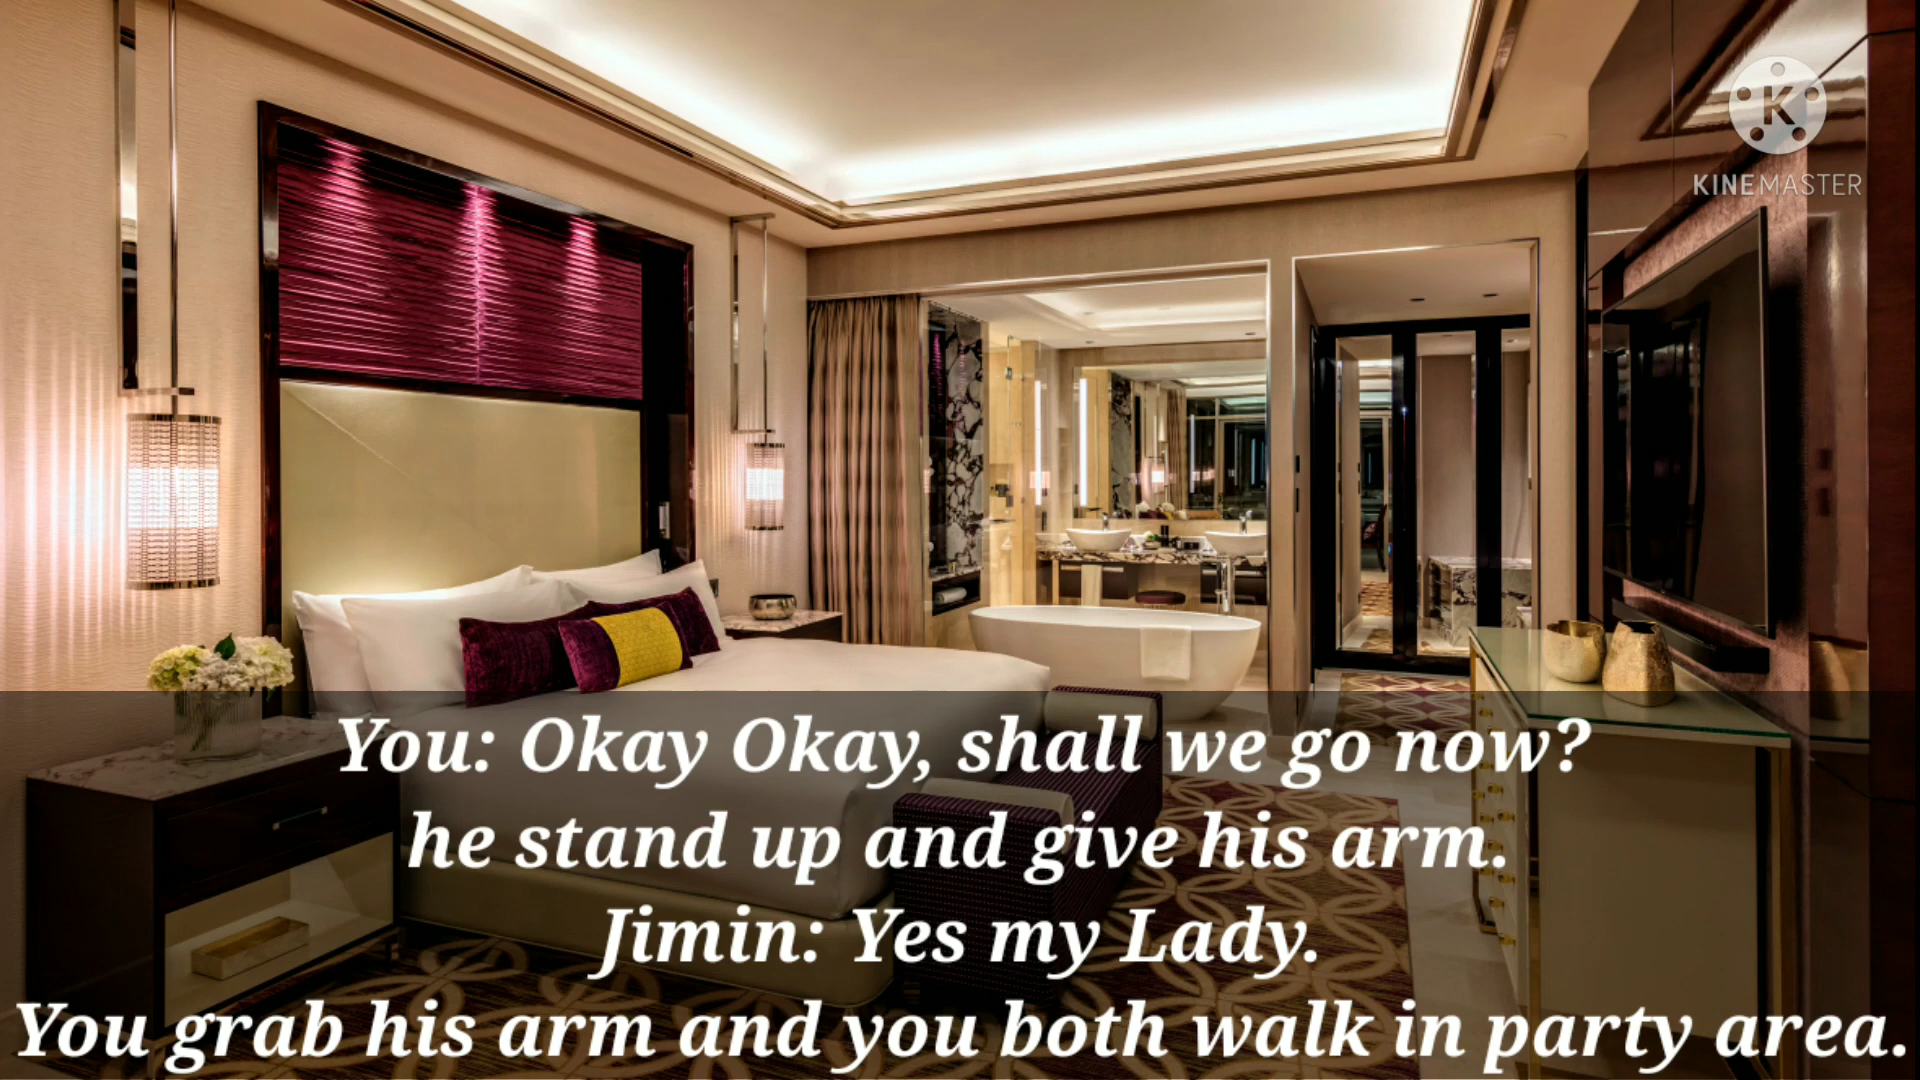 K
KINEMASTER
You: Okay Okay, shall we go now?
he stand up and give his arm.
Jimin: Yes my Lady.
You grab his arm and you both walk in party area.